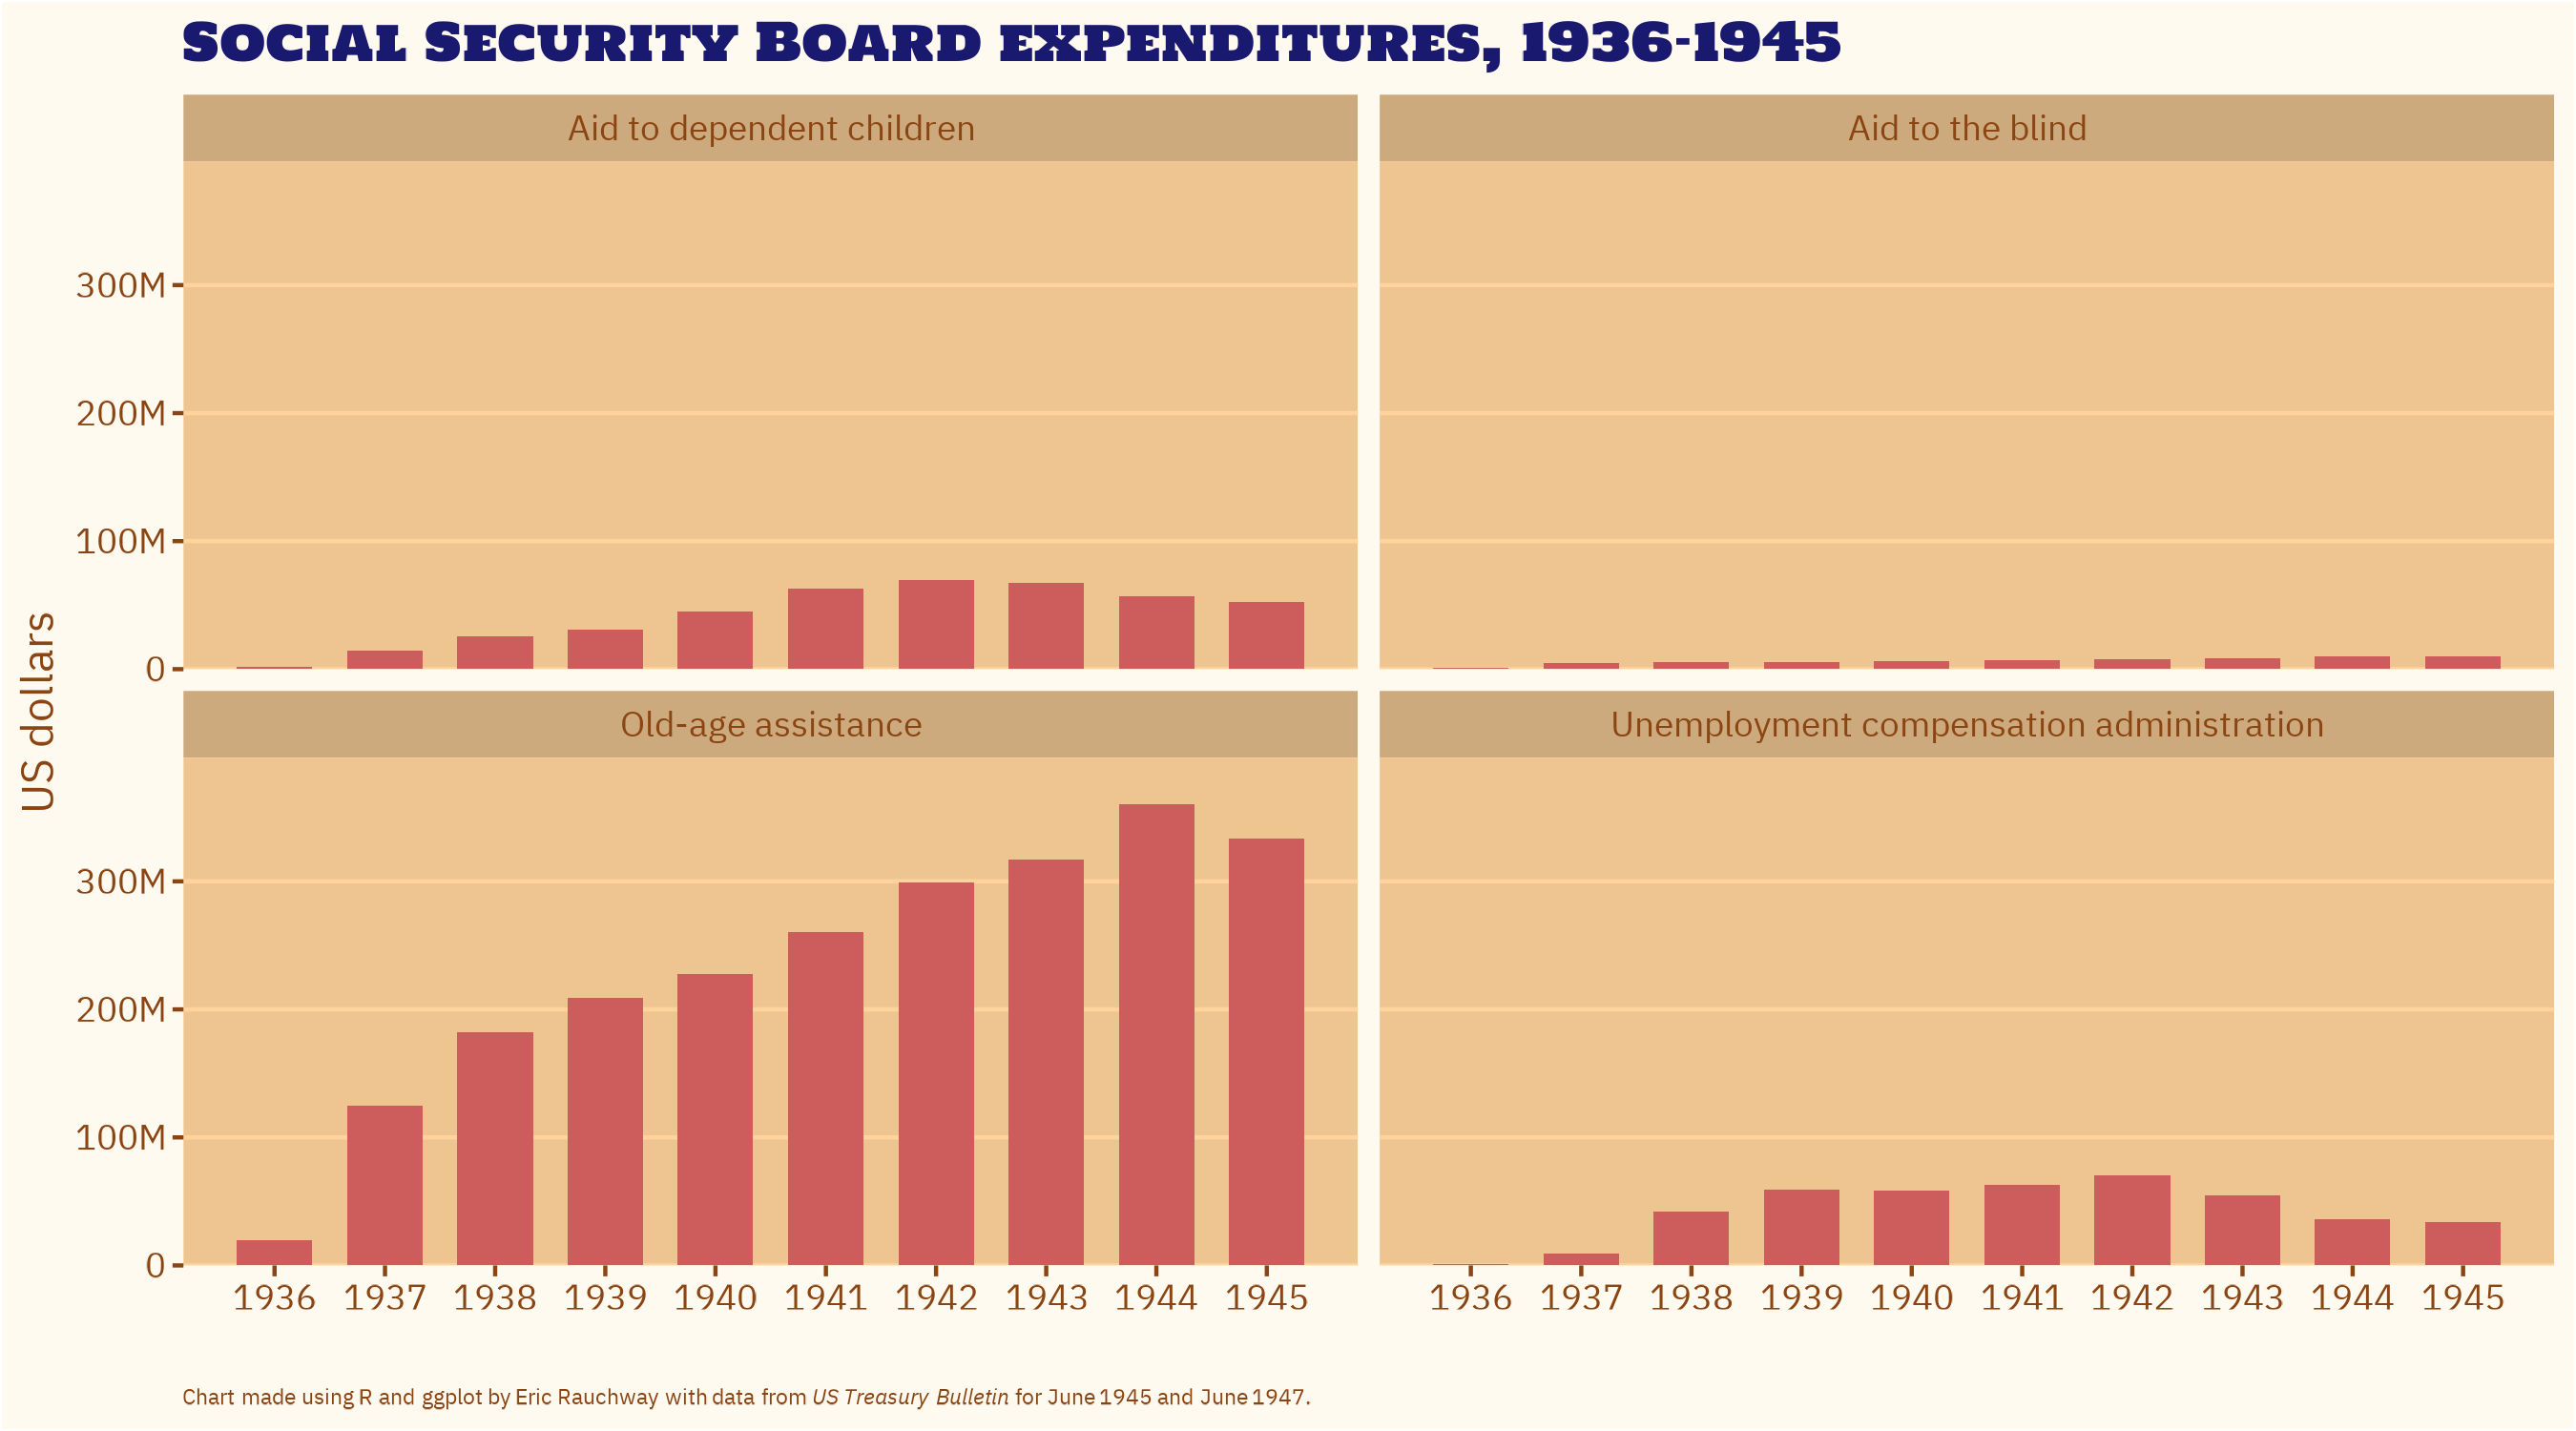 Social Security Board expenditures, 1936-1945
Aid to dependent children
Aid to the blind
300M
200M
100M
0
US dollars
Old-age assistance
Unemployment compensation administration
300M
200M
100M
0
1936 1937 1938 1939 1940 1941 1942 1943 1944 1945
1936 1937 1938 1939 1940 1941 1942 1943 1944 1945
Chart made using R and ggplot by Eric Rauchway with data from US Treasury Bulletin for June 1945 and June 1947.